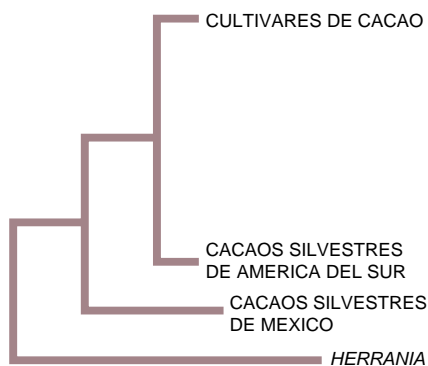 CULTIVARES DE CACAO
CACAOS SILVESTRES
DE AMERICA DEL SUR
CACAOS SILVESTRES
DE MEXICO
HERRANIA